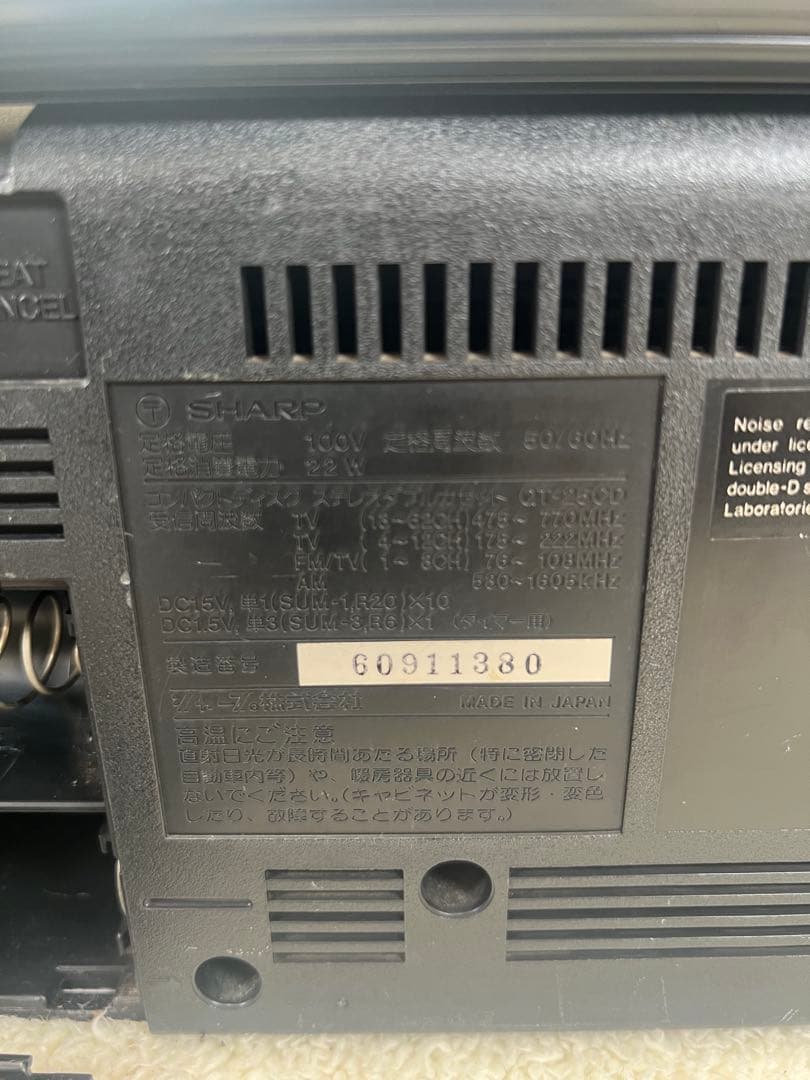 EAT
NCEL
T SHARP
定格電圧 100V 定格周波数 50/60Hz
定格消費電力 22W
コンパクトディスク ステレオダブルカセット QT-25CD
受信周波数 TV (13~62CH) 470~ 770MHz
TV ( 4~12CH) 170~ 222MHz
FM/TV( 1~ 3CH) 76~ 108MHz
AM 530~1605kHz
DC15V, 単1(SUM-1,R20)×10
DC1.5V, 単3(SUM-3,R6)×1 (タイマー用)
製造番号 60911380
シャープ株式会社 MADE IN JAPAN
高温にご注意
直射日光が長時間あたる場所(特に密閉した
自動車内等)や、暖房器具の近くには放置し
ないでください。(キャビネットが変形・変色
したり、故障することがあります。)
Noise re
under lice
Licensing
double-D s
Laboratorie